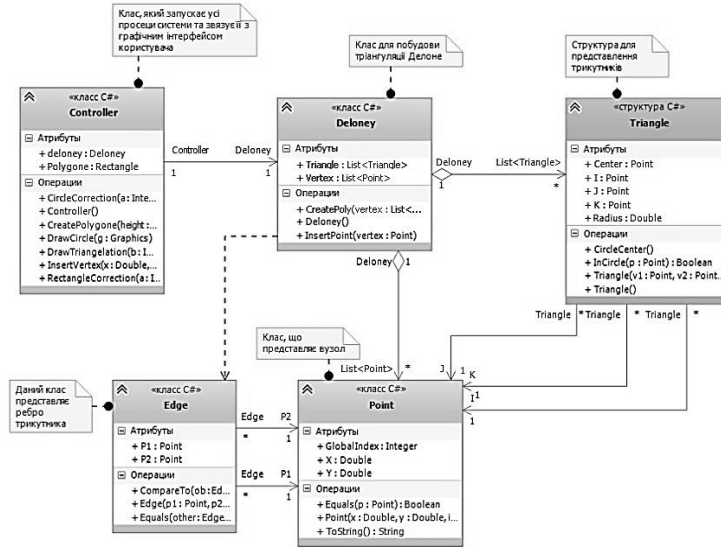 Клас, який запускає усі
просеци системи та звязуєїї з
графічним інтерфейсом
користувача
Клас для побудови
тріангуляції Делоне
Структура для
представлення
трикутників
«класс C#»
Controller
Атрибуты
+ deloney : Deloney
+ Polygone : Rectangle
Операции
+ CircleCorrection(a : Inte...
+ Controller()
+ CreatePolygone(height :...
+ DrawCircle(g : Graphics)
+ DrawTriangelation(b : I...
+ InsertVertex(x : Double,...
+ RectangleCorrection(a : I...
Controller
Deloney
1
1
«класс C#»
Deloney
Атрибуты
+ Triangle : List<Triangle>
+ Vertex : List<Point>
Операции
+ CreatePoly(vertex : List<...
+ Deloney()
+ InsertPoint(vertex : Point)
Deloney
List<Triangle>
1
*
«структура C#»
Triangle
Атрибуты
+ Center : Point
+ I : Point
+ J : Point
+ K : Point
+ Radius : Double
Операции
+ CircleCenter()
+ InCircle(p : Point) : Boolean
+ Triangle(v1 : Point, v2 : Point...
+ Triangle()
Deloney
1
Triangle
*
Triangle
*
Triangle
*
Клас, що
представляє вузол
List<Point>
*
J
1
K
1
I
1
Даний клас
представляє
ребро
трикутника
«класс C#»
Edge
Атрибуты
+ P1 : Point
+ P2 : Point
Операции
+ CompareTo(ob : Ed...
+ Edge(p1 : Point, p2...
+ Equals(other : Edge...
Edge
P2
*
1
Edge
P1
*
1
«класс C#»
Point
Атрибуты
+ GlobalIndex : Integer
+ X : Double
+ Y : Double
Операции
+ Equals(p : Point) : Boolean
+ Point(x : Double, y : Double, i...
+ ToString() : String